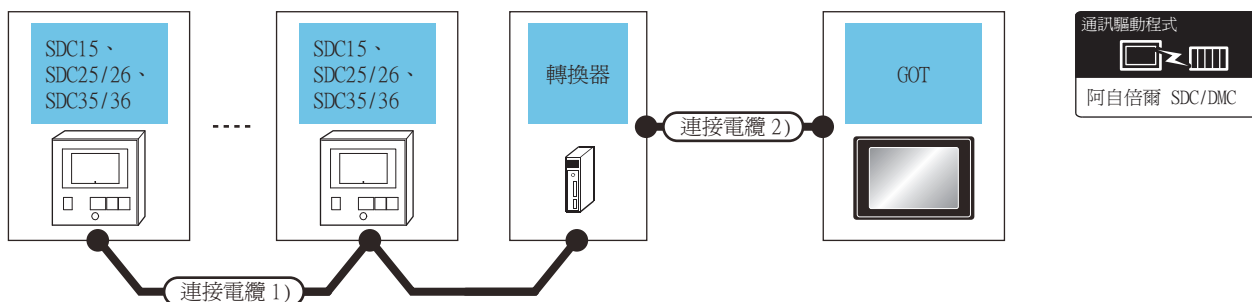 SDC15、
SDC25/26、
SDC35/36
SDC15、
SDC25/26、
SDC35/36
轉換器
GOT
連接電纜 2)
連接電纜 1)
通訊驅動程式
阿自倍爾 SDC/DMC